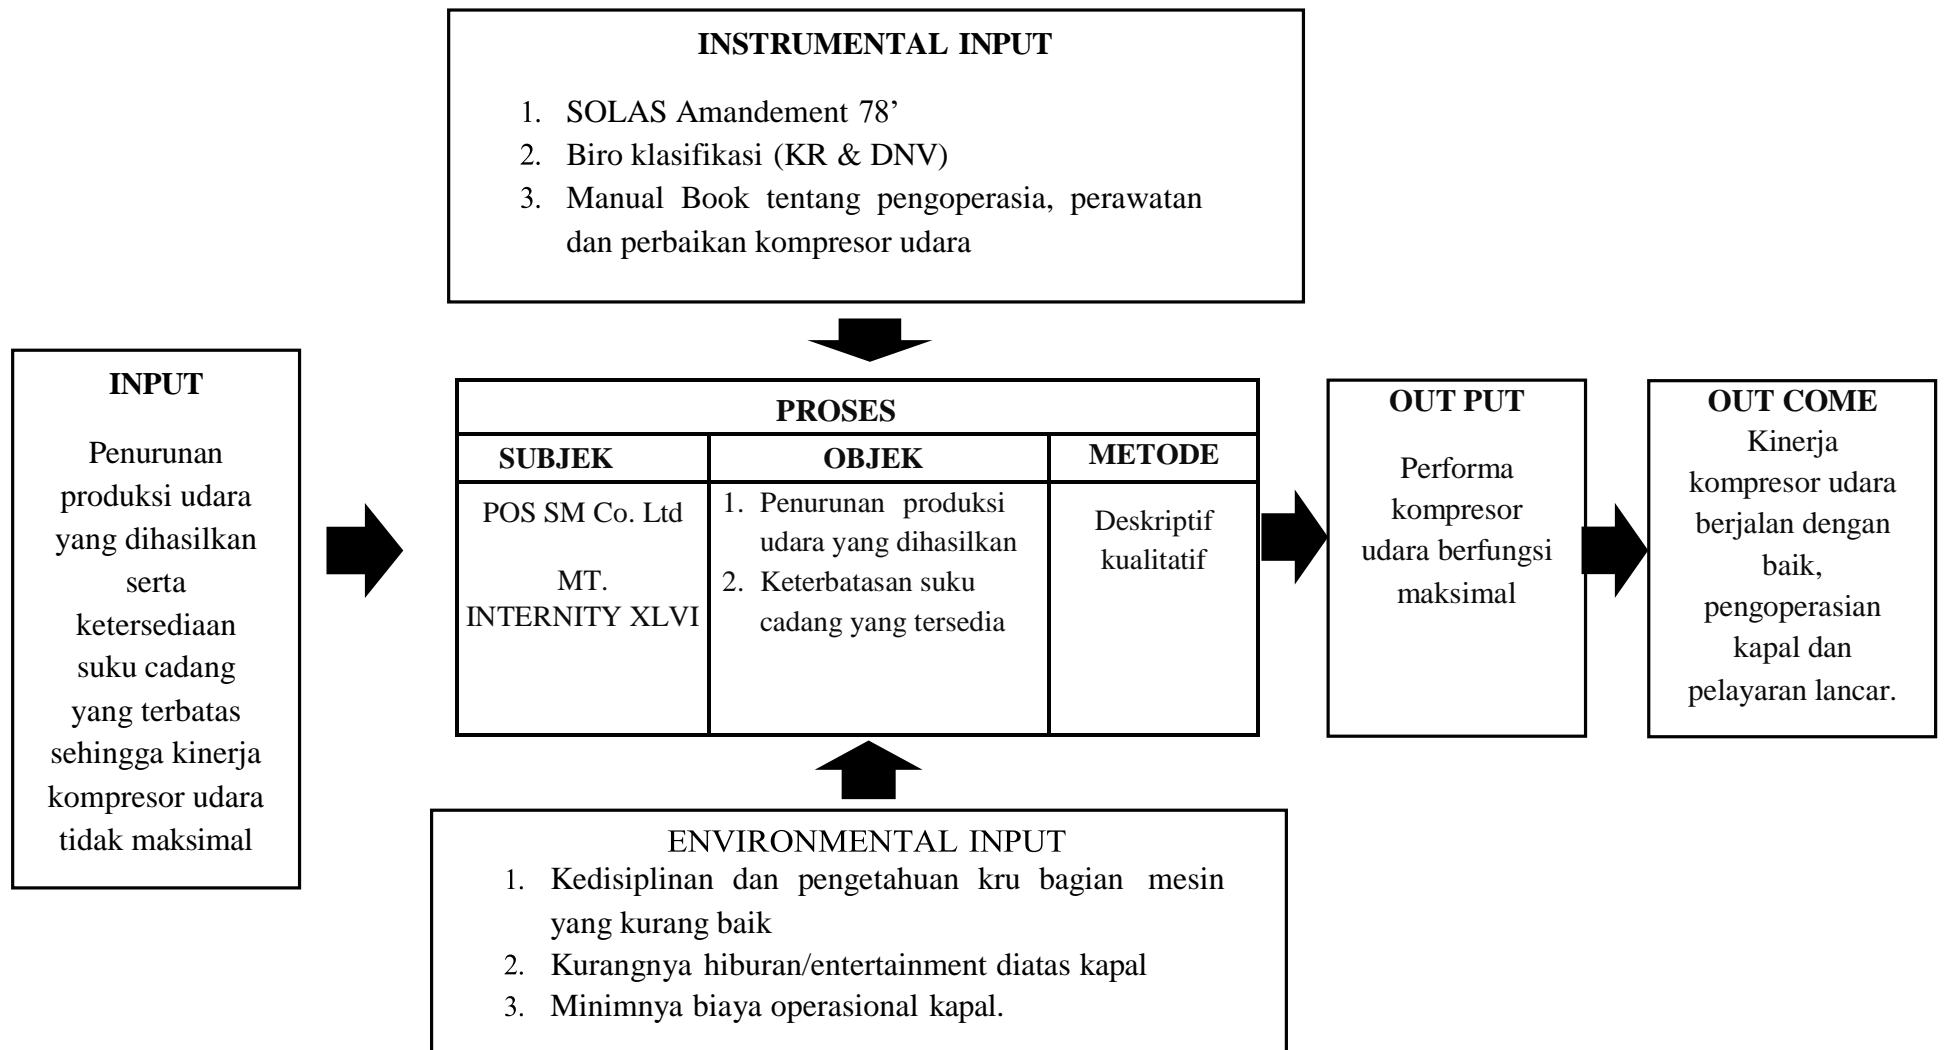 INSTRUMENTAL INPUT
1. SOLAS Amandement 78’
2. Biro klasifikasi (KR & DNV)
3. Manual Book tentang pengoperasia, perawatan
dan perbaikan kompresor udara
INPUT
Penurunan
produksi udara
yang dihasilkan
serta
ketersediaan
suku cadang
yang terbatas
sehingga kinerja
kompresor udara
tidak maksimal
PROSES
SUBJEK
POS SM Co. Ltd
MT.
INTERNITY XLVI
OBJEK
1. Penurunan produksi
udara yang dihasilkan
2. Keterbatasan suku
cadang yang tersedia
METODE
Deskriptif
kualitatif
OUT PUT
Performa
kompresor
udara berfungsi
maksimal
OUT COME
Kinerja
kompresor udara
berjalan dengan
baik,
pengoperasian
kapal dan
pelayaran lancar.
ENVIRONMENTAL INPUT
1. Kedisiplinan dan pengetahuan kru bagian mesin
yang kurang baik
2. Kurangnya hiburan/entertainment diatas kapal
3. Minimnya biaya operasional kapal.